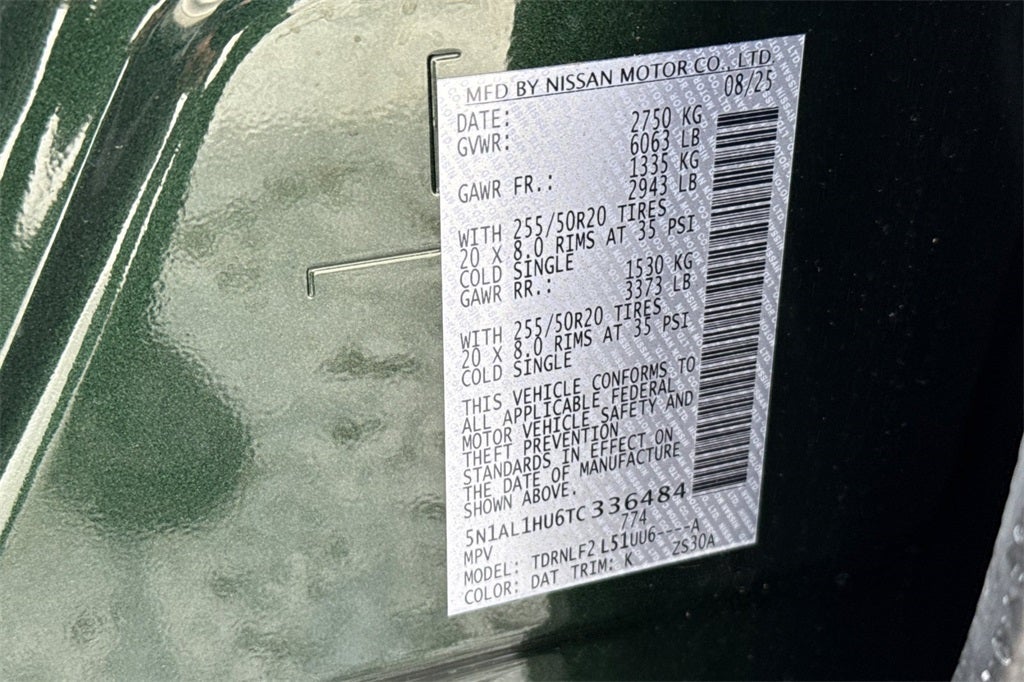 MFD BY NISSAN MOTOR CO., LTD.
DATE: 08/25
GVWR: 2750 KG
6063 LB
GAWR FR.: 1335 KG
2943 LB
WITH 255/50R20 TIRES
20 X 8.0 RIMS AT 35 PSI
COLD SINGLE
GAWR RR.: 1530 KG
3373 LB
WITH 255/50R20 TIRES
20 X 8.0 RIMS AT 35 PSI
COLD SINGLE
THIS VEHICLE CONFORMS TO
ALL APPLICABLE FEDERAL
MOTOR VEHICLE SAFETY AND
THEFT PREVENTION
STANDARDS IN EFFECT ON
THE DATE OF MANUFACTURE
SHOWN ABOVE.
5N1AL1HU6TC336484
MPV 774
MODEL: TDRNLF2 L51UU6----A
COLOR: DAT TRIM: K ZS30A